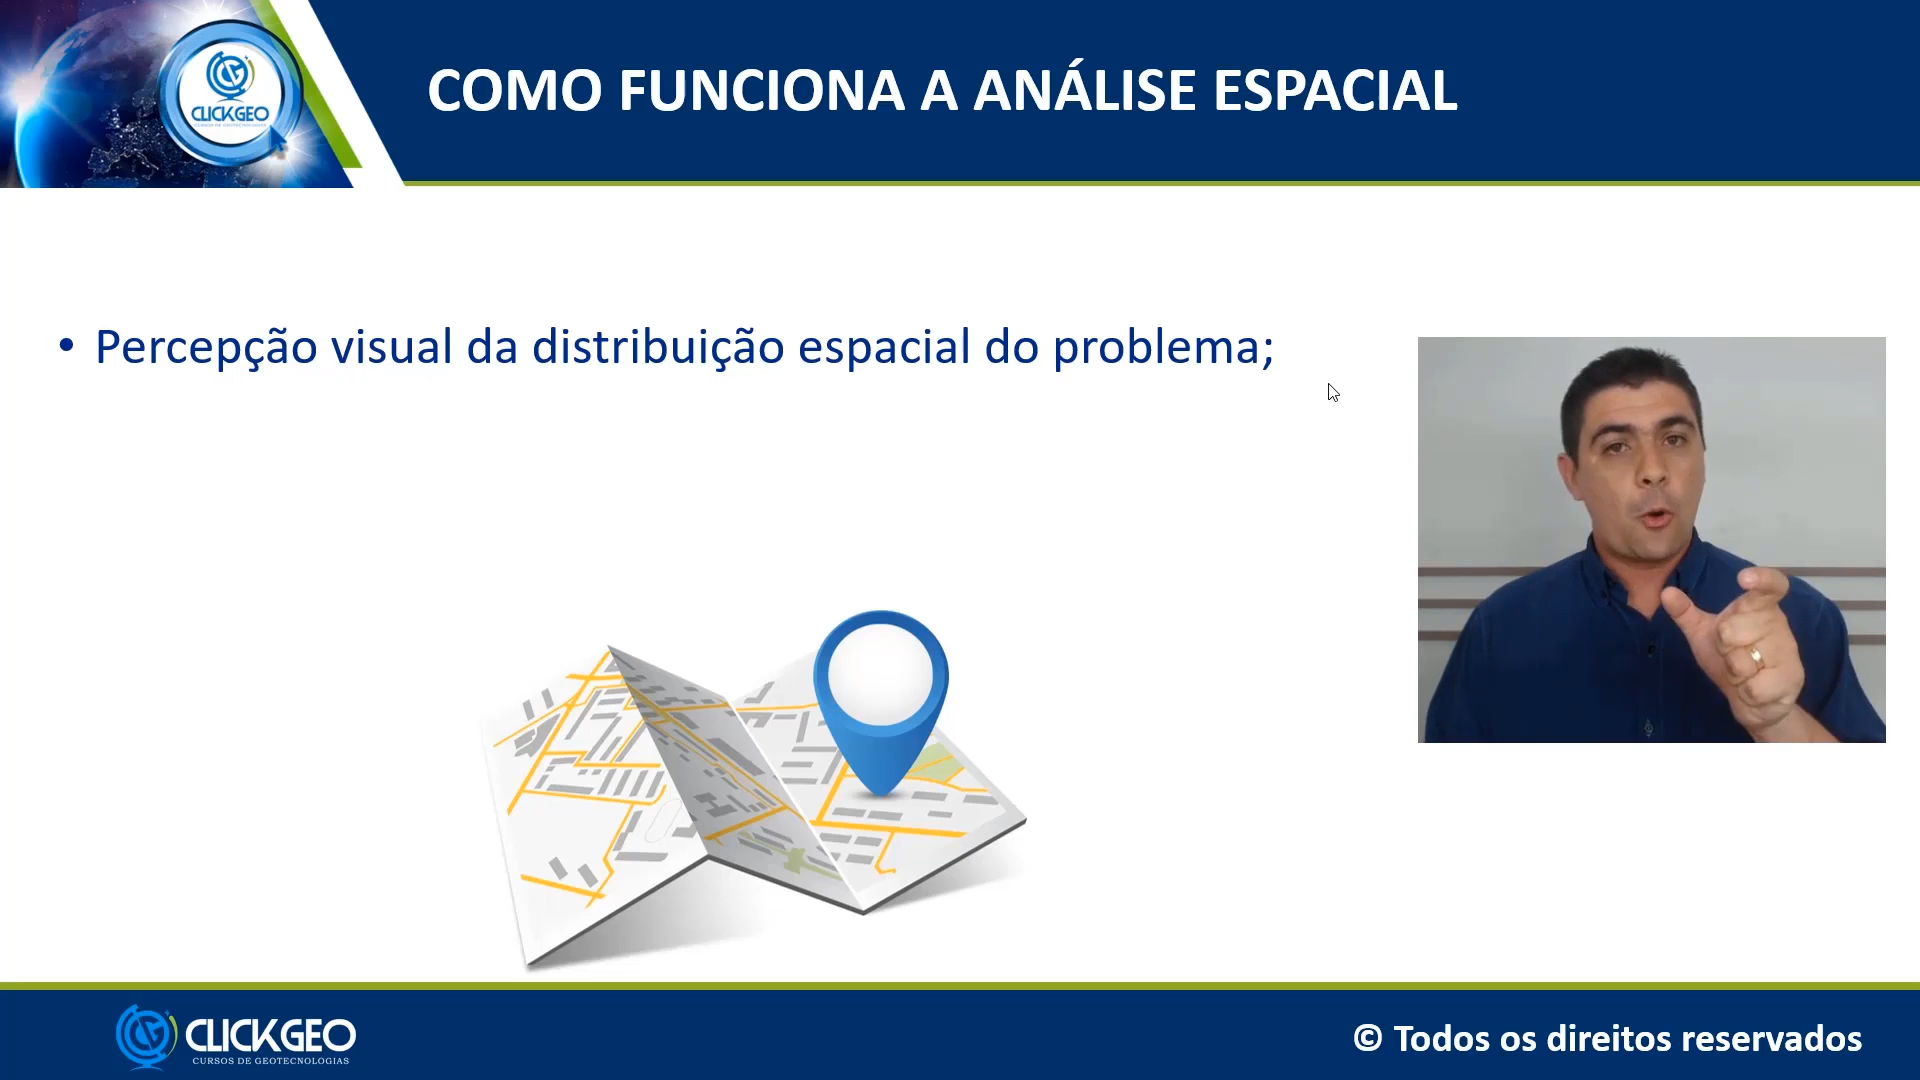 CLICKGEO
COMO FUNCIONA A ANÁLISE ESPACIAL
• Percepção visual da distribuição espacial do problema;
CLICKGEO
CURSOS DE GEOTECNOLOGIAS
© Todos os direitos reservados